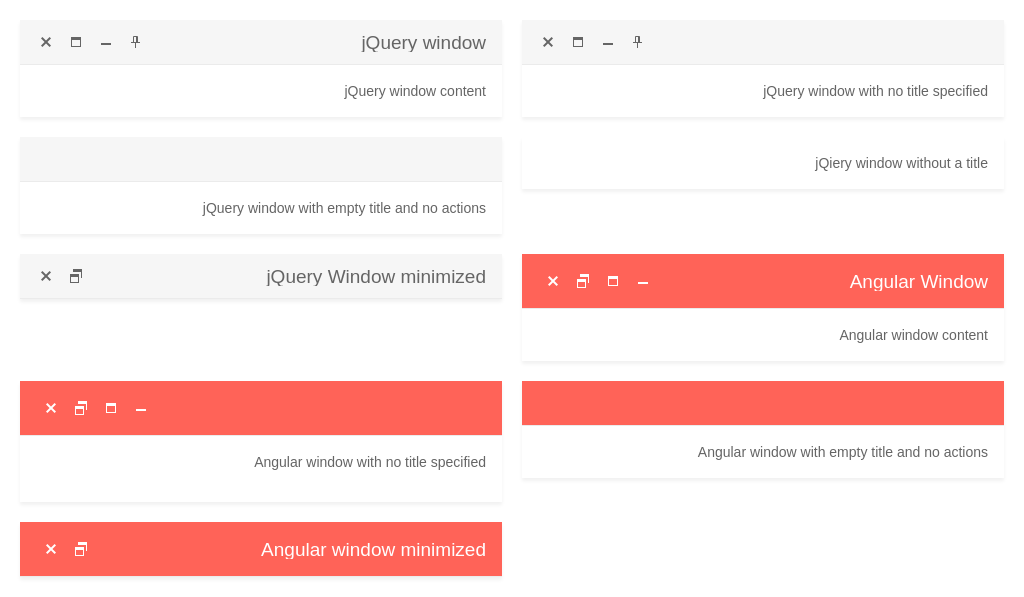 jQuery window
jQuery window content
jQuery window with no title specified
jQuery window with empty title and no actions
jQiery window without a title
jQuery Window minimized
Angular Window
Angular window content
Angular window with no title specified
Angular window with empty title and no actions
Angular window minimized